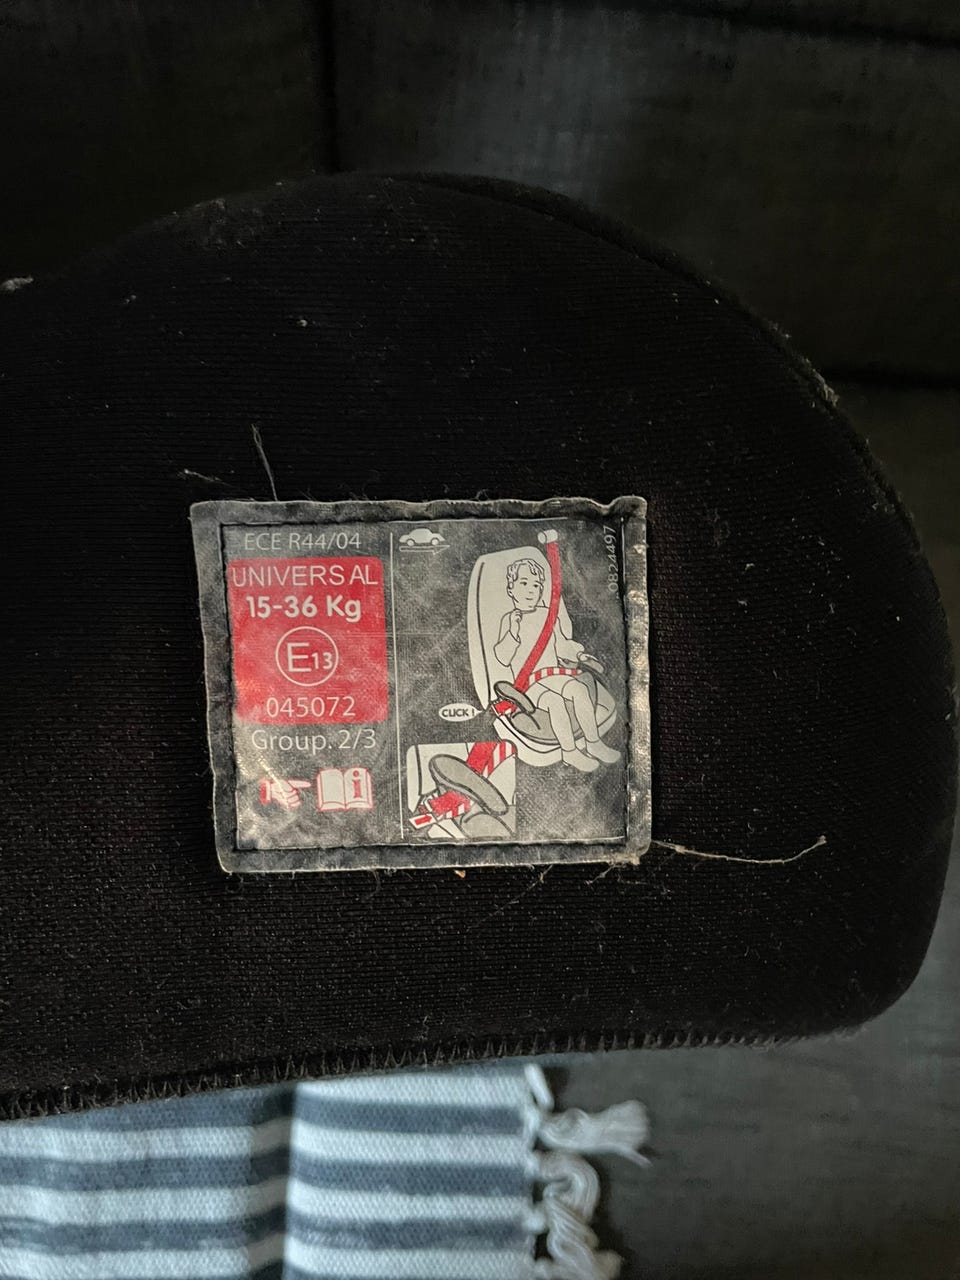 ECE R44/04
UNIVERSAL
15-36 Kg
E13
045072
Group. 2/3
i
CLICK !
0824497